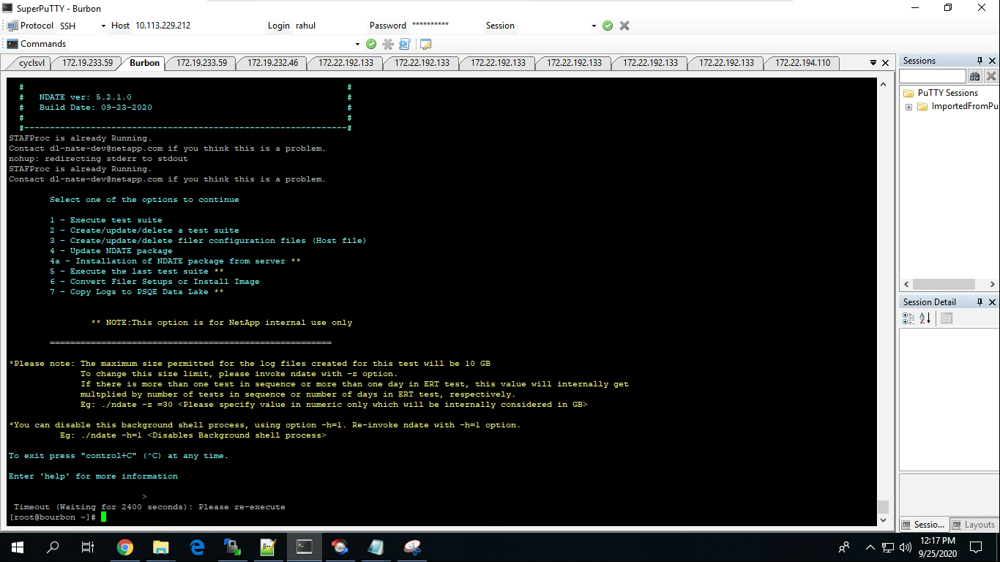 SuperPuTTY - Burbon
Protocol SSH Host 10.113.229.212 Login rahul Password ********** Session
Commands
cyclsvl 172.19.233.59 Burbon 172.19.233.59 172.19.232.46 172.22.192.133 172.22.192.133 172.22.192.133 172.22.192.133 172.22.192.133 172.22.192.133 172.22.194.110
# #
# NDATE ver: 5.2.1.0 #
# Build Date: 09-23-2020 #
# #
#---------------------------------------------------------------#
STAFProc is already Running.
Contact dl-nate-dev@netapp.com if you think this is a problem.
nohup: redirecting stderr to stdout
STAFProc is already Running.
Contact dl-nate-dev@netapp.com if you think this is a problem.
Select one of the options to continue
1 - Execute test suite
2 - Create/update/delete a test suite
3 - Create/update/delete filer configuration files (Host file)
4 - Update NDATE package
4a - Installation of NDATE package from server **
5 - Execute the last test suite **
6 - Convert Filer Setups or Install Image
7 - Copy Logs to PSQE Data Lake **
** NOTE:This option is for NetApp internal use only
=======================================================
*Please note: The maximum size permitted for the log files created for this test will be 10 GB
To change this size limit, please invoke ndate with -z option.
If there is more than one test in sequence or more than one day in ERT test, this value will internally get
multplied by number of tests in sequence or number of days in ERT test, respectively.
Eg: ./ndate -z =30 <Please specify value in numeric only which will be internally considered in GB>
*You can disable this background shell process, using option -h=1. Re-invoke ndate with -h=1 option.
Eg: ./ndate -h=1 <Disables Background shell process>
To exit press "control+C" (^C) at any time.
Enter 'help' for more information
>
Timeout (Waiting for 2400 seconds): Please re-execute
[root@bourbon ~]#
Sessions
PuTTY Sessions
ImportedFromPu
Session Detail
Sessio... Layouts
12:17 PM
9/25/2020